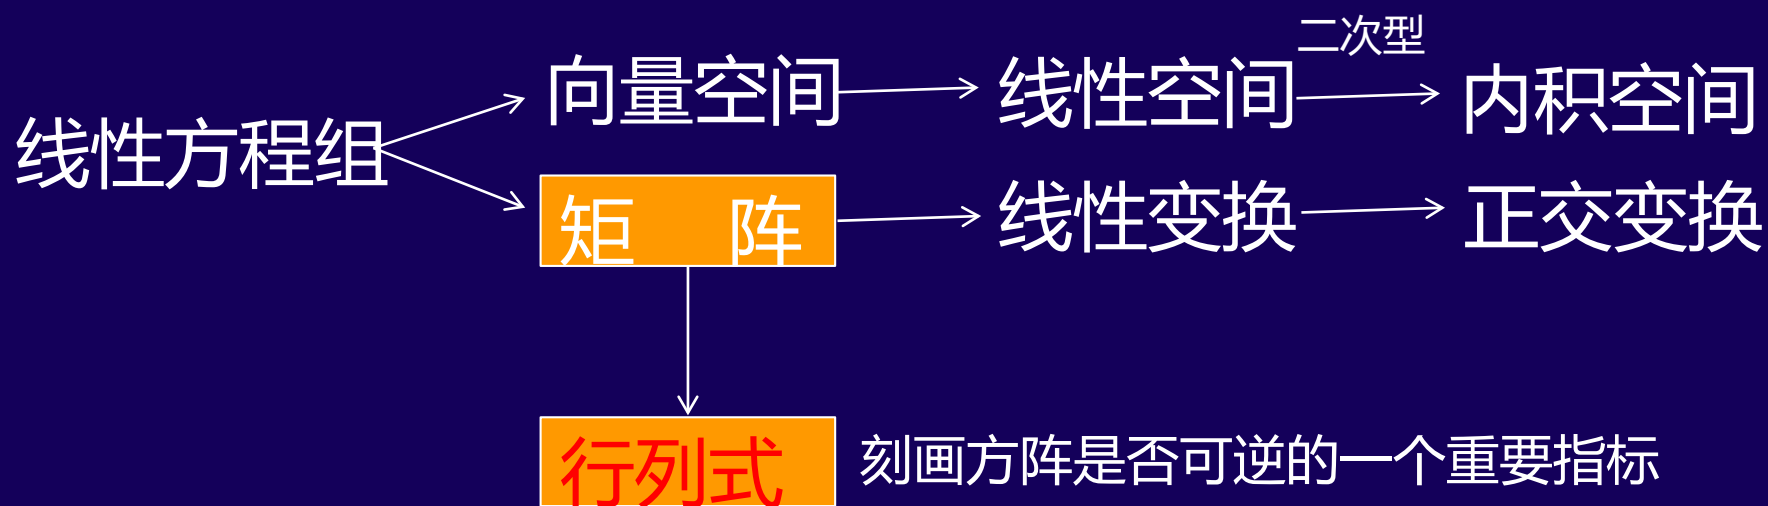 二次型
向量空间 线性空间 内积空间
线性方程组
矩 阵 线性变换 正交变换
行列式 刻画方阵是否可逆的一个重要指标